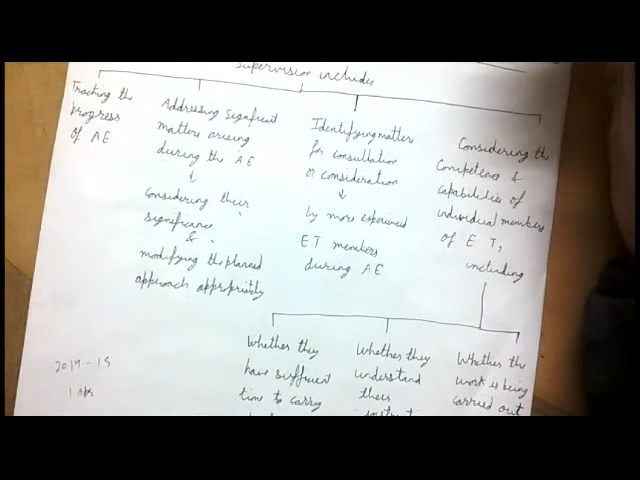 Supervision includes
Tracking the
progress
of AE
Addressing significant
matters arising
during the AE
↓
Considering their
significance
&
modifying the planned
approach appropriately
Identifying matters
for consultation
or consideration
↓
by more experienced
ET members
during AE
Considering the
Competence &
capabilities of
individual members
of E T,
including
Whether they
have sufficient
time to carry
Whether they
understand
their
Whether the
work is being
carried out
2014-15